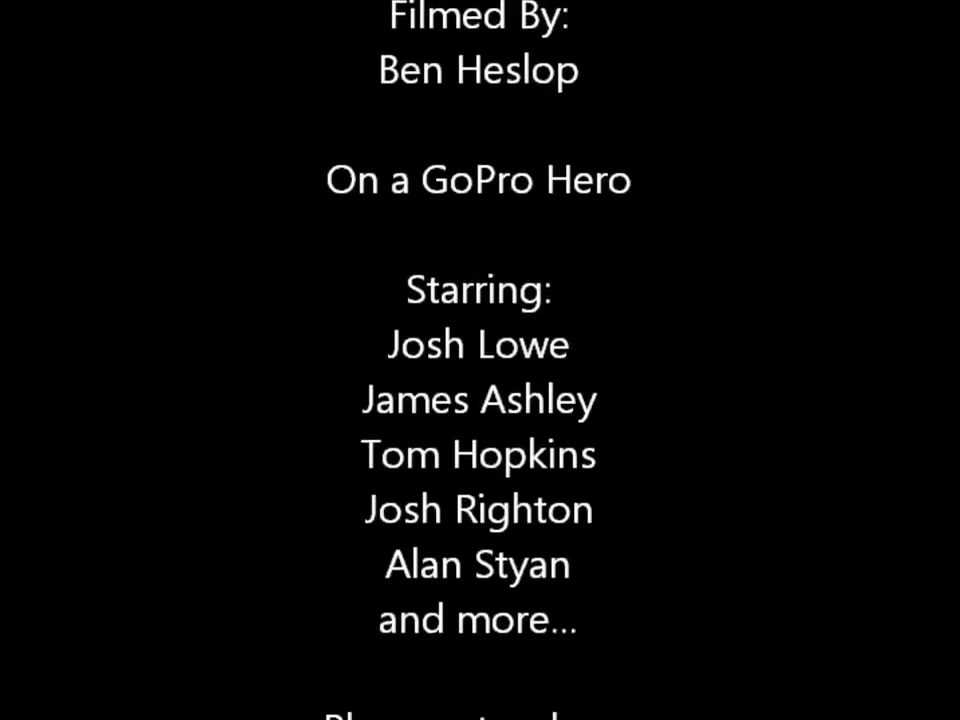 Filmed By:
Ben Heslop
On a GoPro Hero
Starring:
Josh Lowe
James Ashley
Tom Hopkins
Josh Righton
Alan Styan
and more...